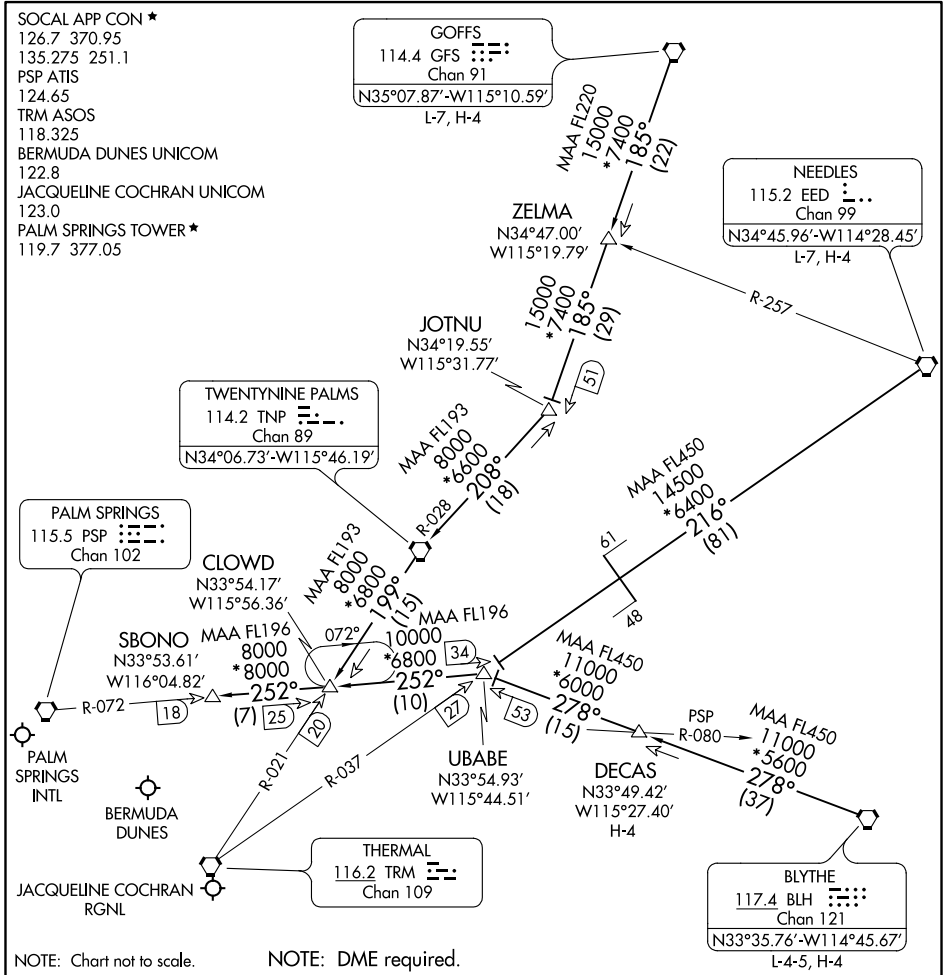 SOCAL APP CON ★
126.7 370.95
135.275 251.1
PSP ATIS
124.65
TRM ASOS
118.325
BERMUDA DUNES UNICOM
122.8
JACQUELINE COCHRAN UNICOM
123.0
PALM SPRINGS TOWER ★
119.7 377.05
GOFFS
114.4 GFS
Chan 91
N35°07.87'-W115°10.59'
L-7, H-4
MAA FL220
15000
*7400
185°
(22)
NEEDLES
115.2 EED
Chan 99
N34°45.96'-W114°28.45'
L-7, H-4
ZELMA
N34°47.00'
W115°19.79'
R-257
15000
*7400
185°
(29)
JOTNU
N34°19.55'
W115°31.77'
51
TWENTYNINE PALMS
114.2 TNP
Chan 89
N34°06.73'-W115°46.19'
MAA FL193
8000
*6600
208°
(18)
R-028
MAA FL450
14500
*6400
216°
(81)
61
48
PALM SPRINGS
115.5 PSP
Chan 102
CLOWD
N33°54.17'
W115°56.36'
MAA FL193
8000
*6800
199°
(15)
SBONO
N33°53.61'
W116°04.82'
MAA FL196
8000
*8000
252°
(7)
072°
MAA FL196
10000
*6800
252°
(10)
34
MAA FL450
11000
*6000
278°
(15)
R-072
18
25
20
27
53
PSP
R-080
MAA FL450
11000
*5600
278°
(37)
PALM
SPRINGS
INTL
BERMUDA
DUNES
R-021
R-037
UBABE
N33°54.93'
W115°44.51'
DECAS
N33°49.42'
W115°27.40'
H-4
THERMAL
116.2 TRM
Chan 109
JACQUELINE COCHRAN
RGNL
BLYTHE
117.4 BLH
Chan 121
N33°35.76'-W114°45.67'
L-4-5, H-4
NOTE: Chart not to scale.
NOTE: DME required.